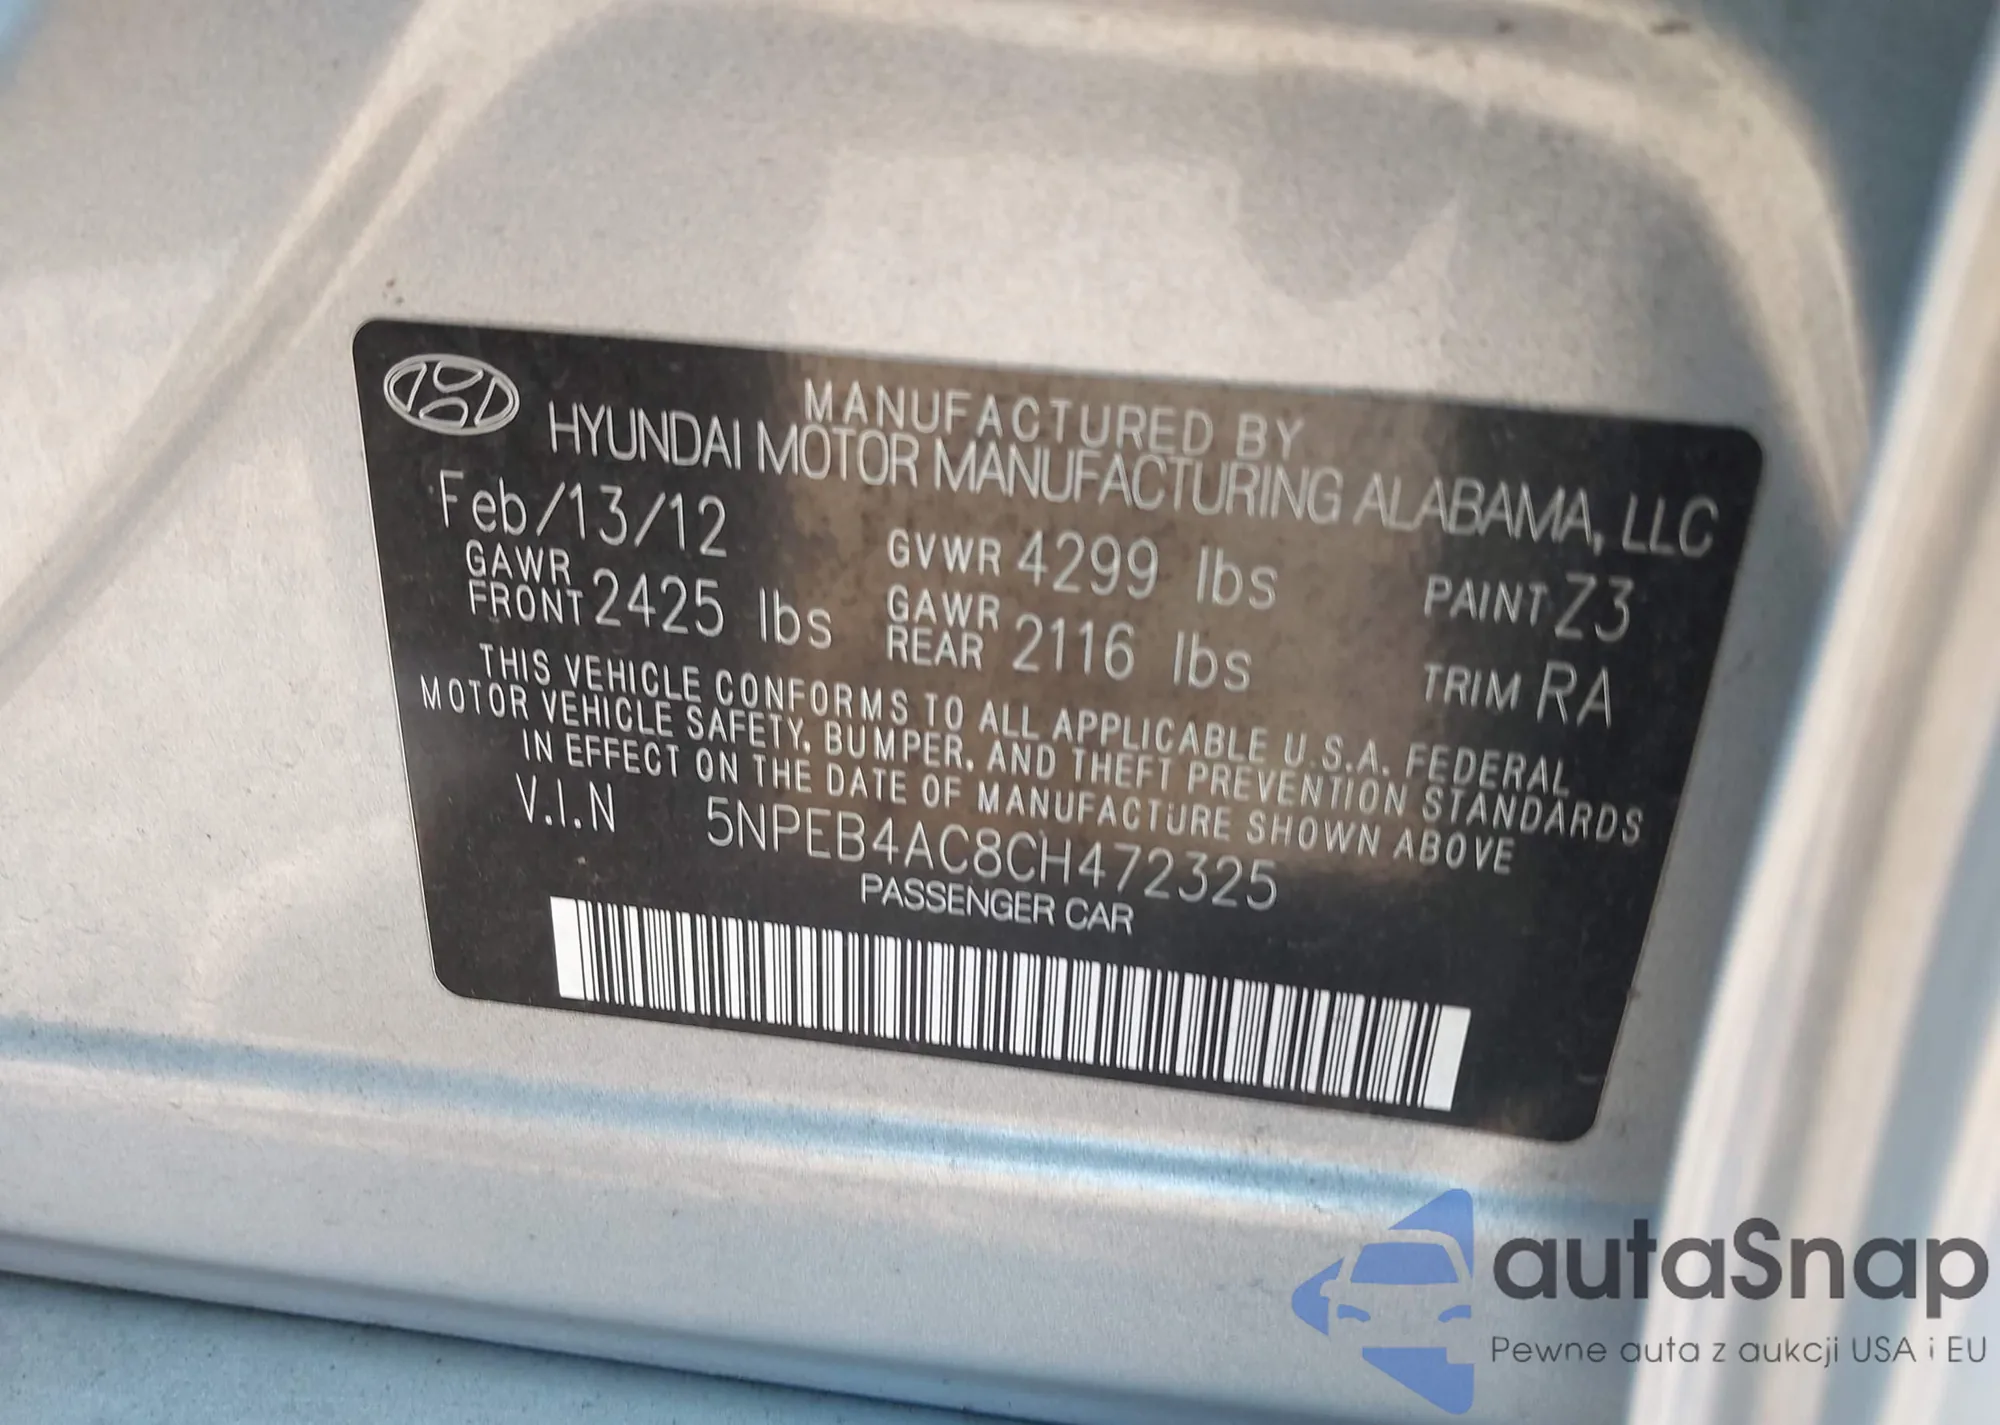 MANUFACTURED BY
HYUNDAI MOTOR MANUFACTURING ALABAMA, LLC
Feb/13/12 GVWR 4299 lbs PAINT Z3
GAWR FRONT 2425 lbs GAWR REAR 2116 lbs TRIM RA
THIS VEHICLE CONFORMS TO ALL APPLICABLE U.S.A. FEDERAL
MOTOR VEHICLE SAFETY, BUMPER, AND THEFT PREVENTION STANDARDS
IN EFFECT ON THE DATE OF MANUFACTURE SHOWN ABOVE
V.I.N 5NPEB4AC8CH472325
PASSENGER CAR
autaSnap
Pewne auta z aukcji USA i EU